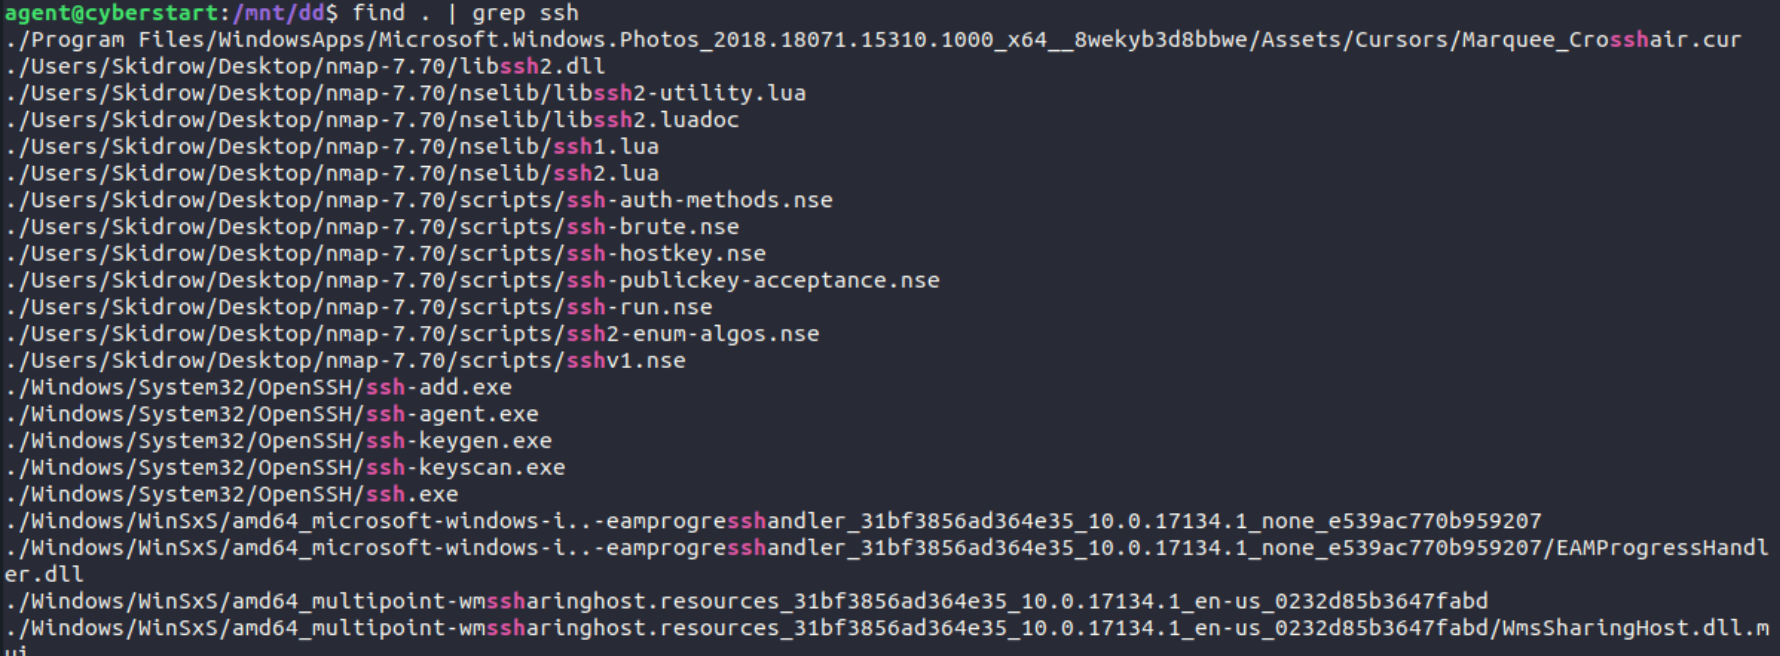 agent@cyberstart:/mnt/dd$ find . | grep ssh
./Program Files/WindowsApps/Microsoft.Windows.Photos_2018.18071.15310.1000_x64__8wekyb3d8bbwe/Assets/Cursors/Marquee_Crosshair.cur
./Users/Skidrow/Desktop/nmap-7.70/libssh2.dll
./Users/Skidrow/Desktop/nmap-7.70/nselib/libssh2-utility.lua
./Users/Skidrow/Desktop/nmap-7.70/nselib/libssh2.luadoc
./Users/Skidrow/Desktop/nmap-7.70/nselib/ssh1.lua
./Users/Skidrow/Desktop/nmap-7.70/nselib/ssh2.lua
./Users/Skidrow/Desktop/nmap-7.70/scripts/ssh-auth-methods.nse
./Users/Skidrow/Desktop/nmap-7.70/scripts/ssh-brute.nse
./Users/Skidrow/Desktop/nmap-7.70/scripts/ssh-hostkey.nse
./Users/Skidrow/Desktop/nmap-7.70/scripts/ssh-publickey-acceptance.nse
./Users/Skidrow/Desktop/nmap-7.70/scripts/ssh-run.nse
./Users/Skidrow/Desktop/nmap-7.70/scripts/ssh2-enum-algos.nse
./Users/Skidrow/Desktop/nmap-7.70/scripts/sshv1.nse
./Windows/System32/OpenSSH/ssh-add.exe
./Windows/System32/OpenSSH/ssh-agent.exe
./Windows/System32/OpenSSH/ssh-keygen.exe
./Windows/System32/OpenSSH/ssh-keyscan.exe
./Windows/System32/OpenSSH/ssh.exe
./Windows/WinSxS/amd64_microsoft-windows-i..-eamprogresshandler_31bf3856ad364e35_10.0.17134.1_none_e539ac770b959207
./Windows/WinSxS/amd64_microsoft-windows-i..-eamprogresshandler_31bf3856ad364e35_10.0.17134.1_none_e539ac770b959207/EAMProgressHandl
er.dll
./Windows/WinSxS/amd64_multipoint-wmssharinghost.resources_31bf3856ad364e35_10.0.17134.1_en-us_0232d85b3647fabd
./Windows/WinSxS/amd64_multipoint-wmssharinghost.resources_31bf3856ad364e35_10.0.17134.1_en-us_0232d85b3647fabd/WmsSharingHost.dll.m
ui